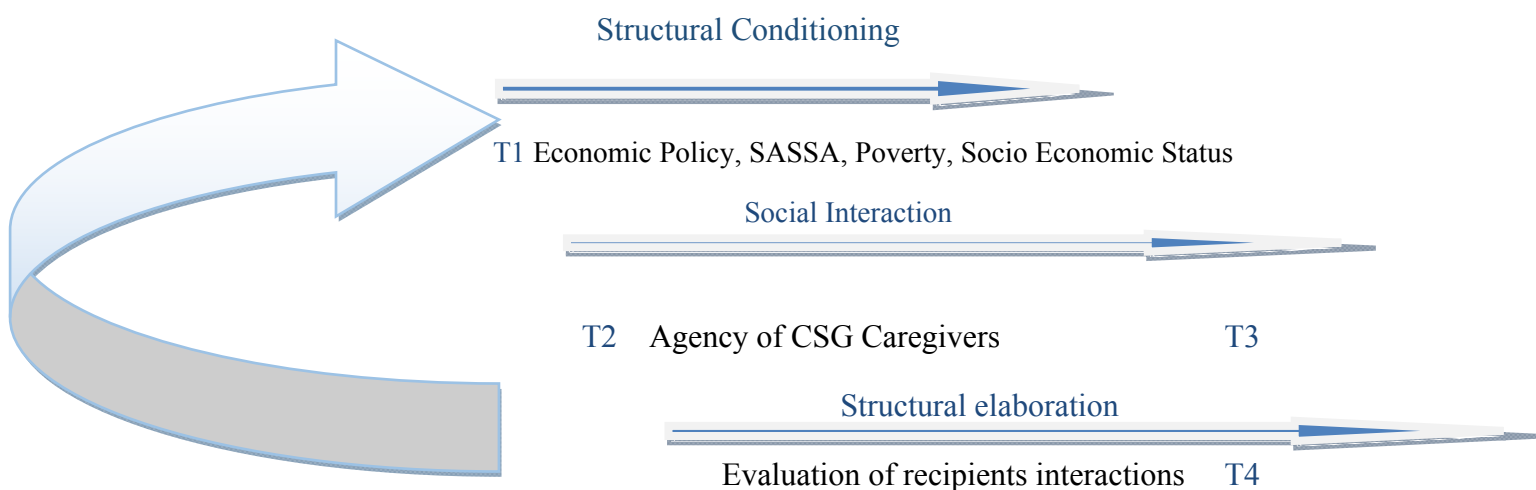 Structural Conditioning
T1 Economic Policy, SASSA, Poverty, Socio Economic Status
Social Interaction
T2 Agency of CSG Caregivers T3
Structural elaboration
Evaluation of recipients interactions T4